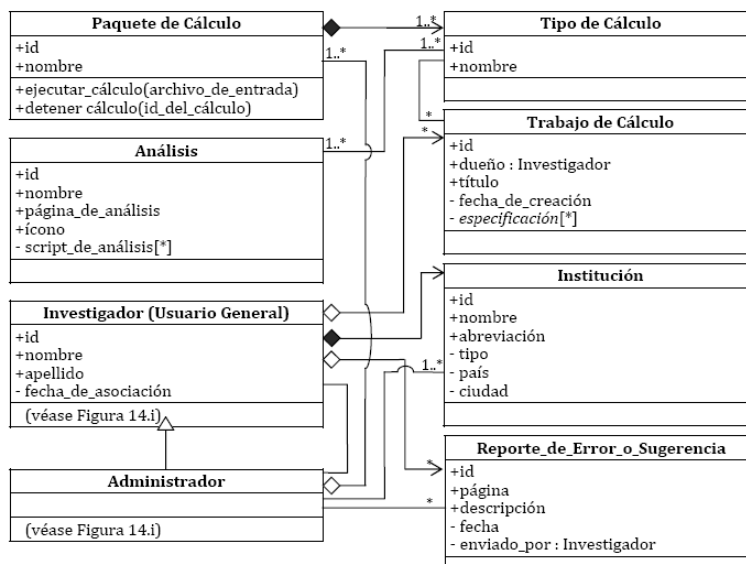 Paquete de Cálculo
+id
+nombre
+ejecutar_cálculo(archivo_de_entrada)
+detener cálculo(id_del_cálculo)
1..*
1..*
1..*
Tipo de Cálculo
+id
+nombre
*
*
Trabajo de Cálculo
+id
+dueño : Investigador
+título
- fecha_de_creación
- especificación[*]
Análisis
1..*
+id
+nombre
+página_de_análisis
+ícono
- script_de_análisis[*]
Institución
+id
+nombre
+abreviación
- tipo
- país
- ciudad
1..*
Investigador (Usuario General)
+id
+nombre
+apellido
- fecha_de_asociación
(véase Figura 14.i)
Administrador
(véase Figura 14.i)
*
*
Reporte_de_Error_o_Sugerencia
+id
+página
+descripción
- fecha
- enviado_por : Investigador